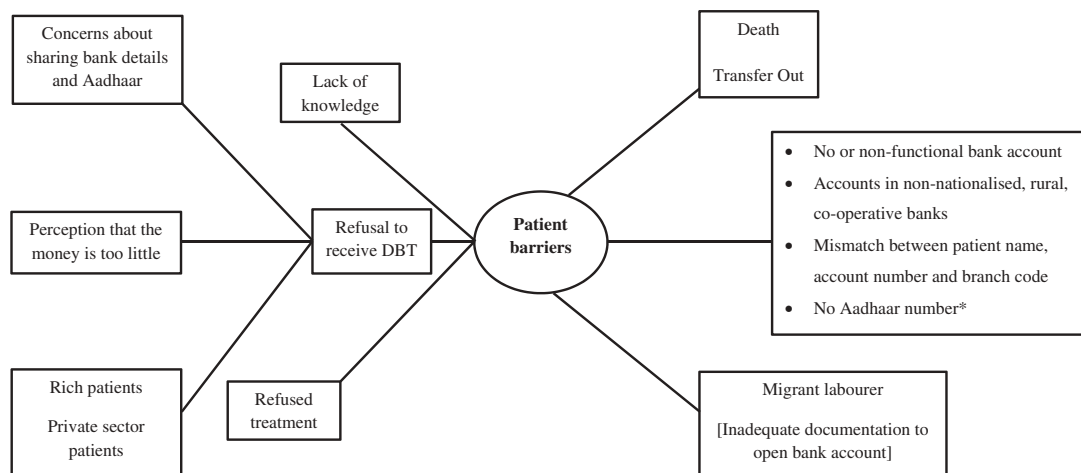 Concerns about
sharing bank details
and Aadhaar
Lack of
knowledge
Death
Transfer Out
• No or non-functional bank account
• Accounts in non-nationalised, rural,
co-operative banks
• Mismatch between patient name,
account number and branch code
• No Aadhaar number*
Perception that the
money is too little
Refusal to
receive DBT
Patient
barriers
Rich patients
Private sector
patients
Refused
treatment
Migrant labourer
[Inadequate documentation to
open bank account]